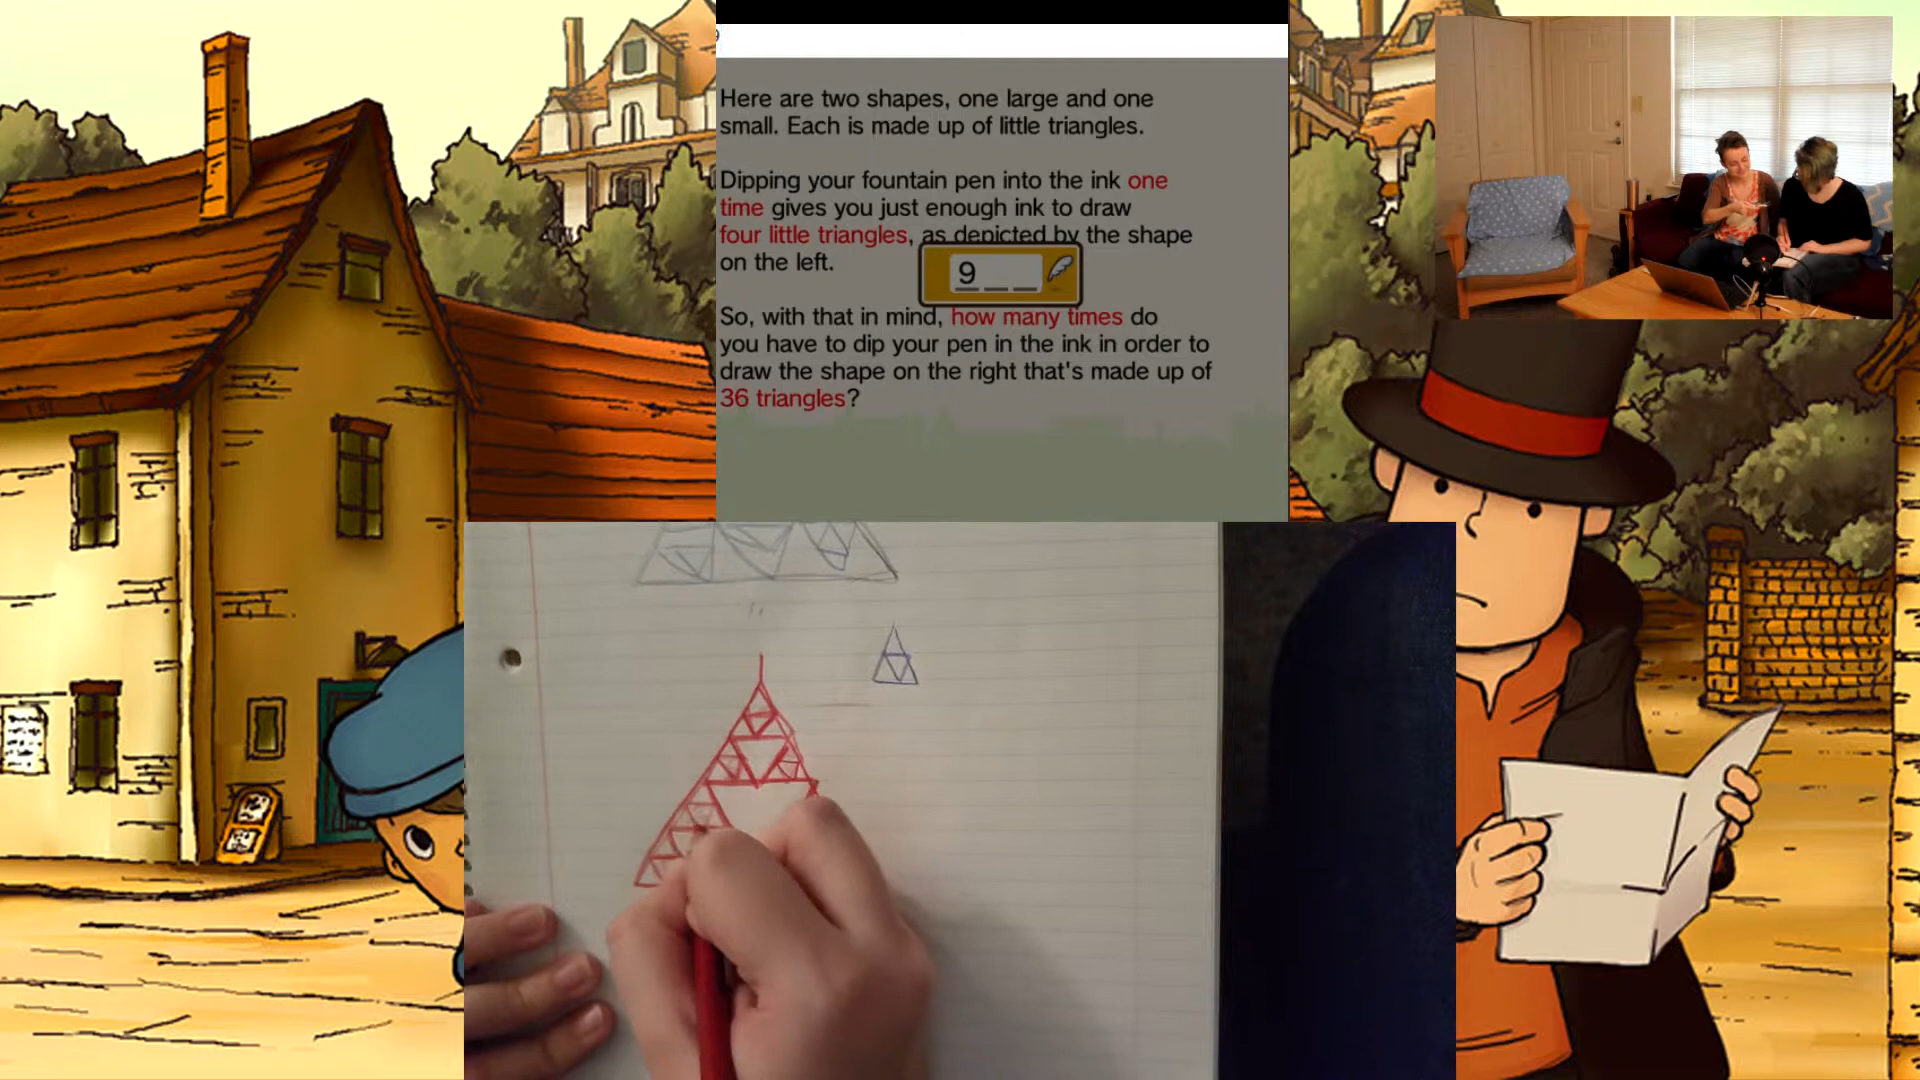 Here are two shapes, one large and one
small. Each is made up of little triangles.
Dipping your fountain pen into the ink one
time gives you just enough ink to draw
four little triangles, as depicted by the shape
on the left.
9
So, with that in mind, how many times do
you have to dip your pen in the ink in order to
draw the shape on the right that's made up of
36 triangles?